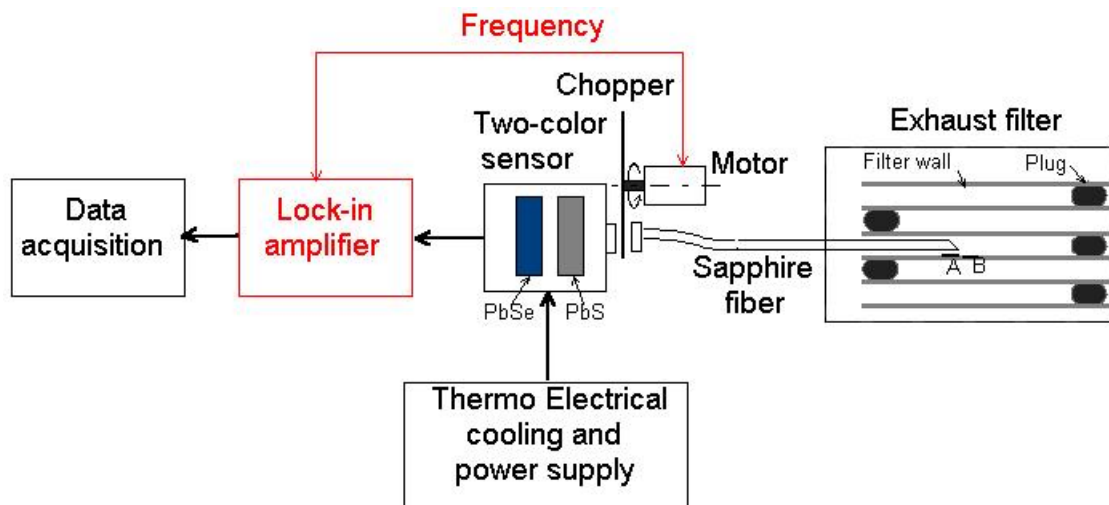 Frequency
Chopper
Two-color
sensor
Motor
Exhaust filter
Filter wall
Plug
Data
acquisition
Lock-in
amplifier
A B
Sapphire
fiber
PbSe
PbS
Thermo Electrical
cooling and
power supply